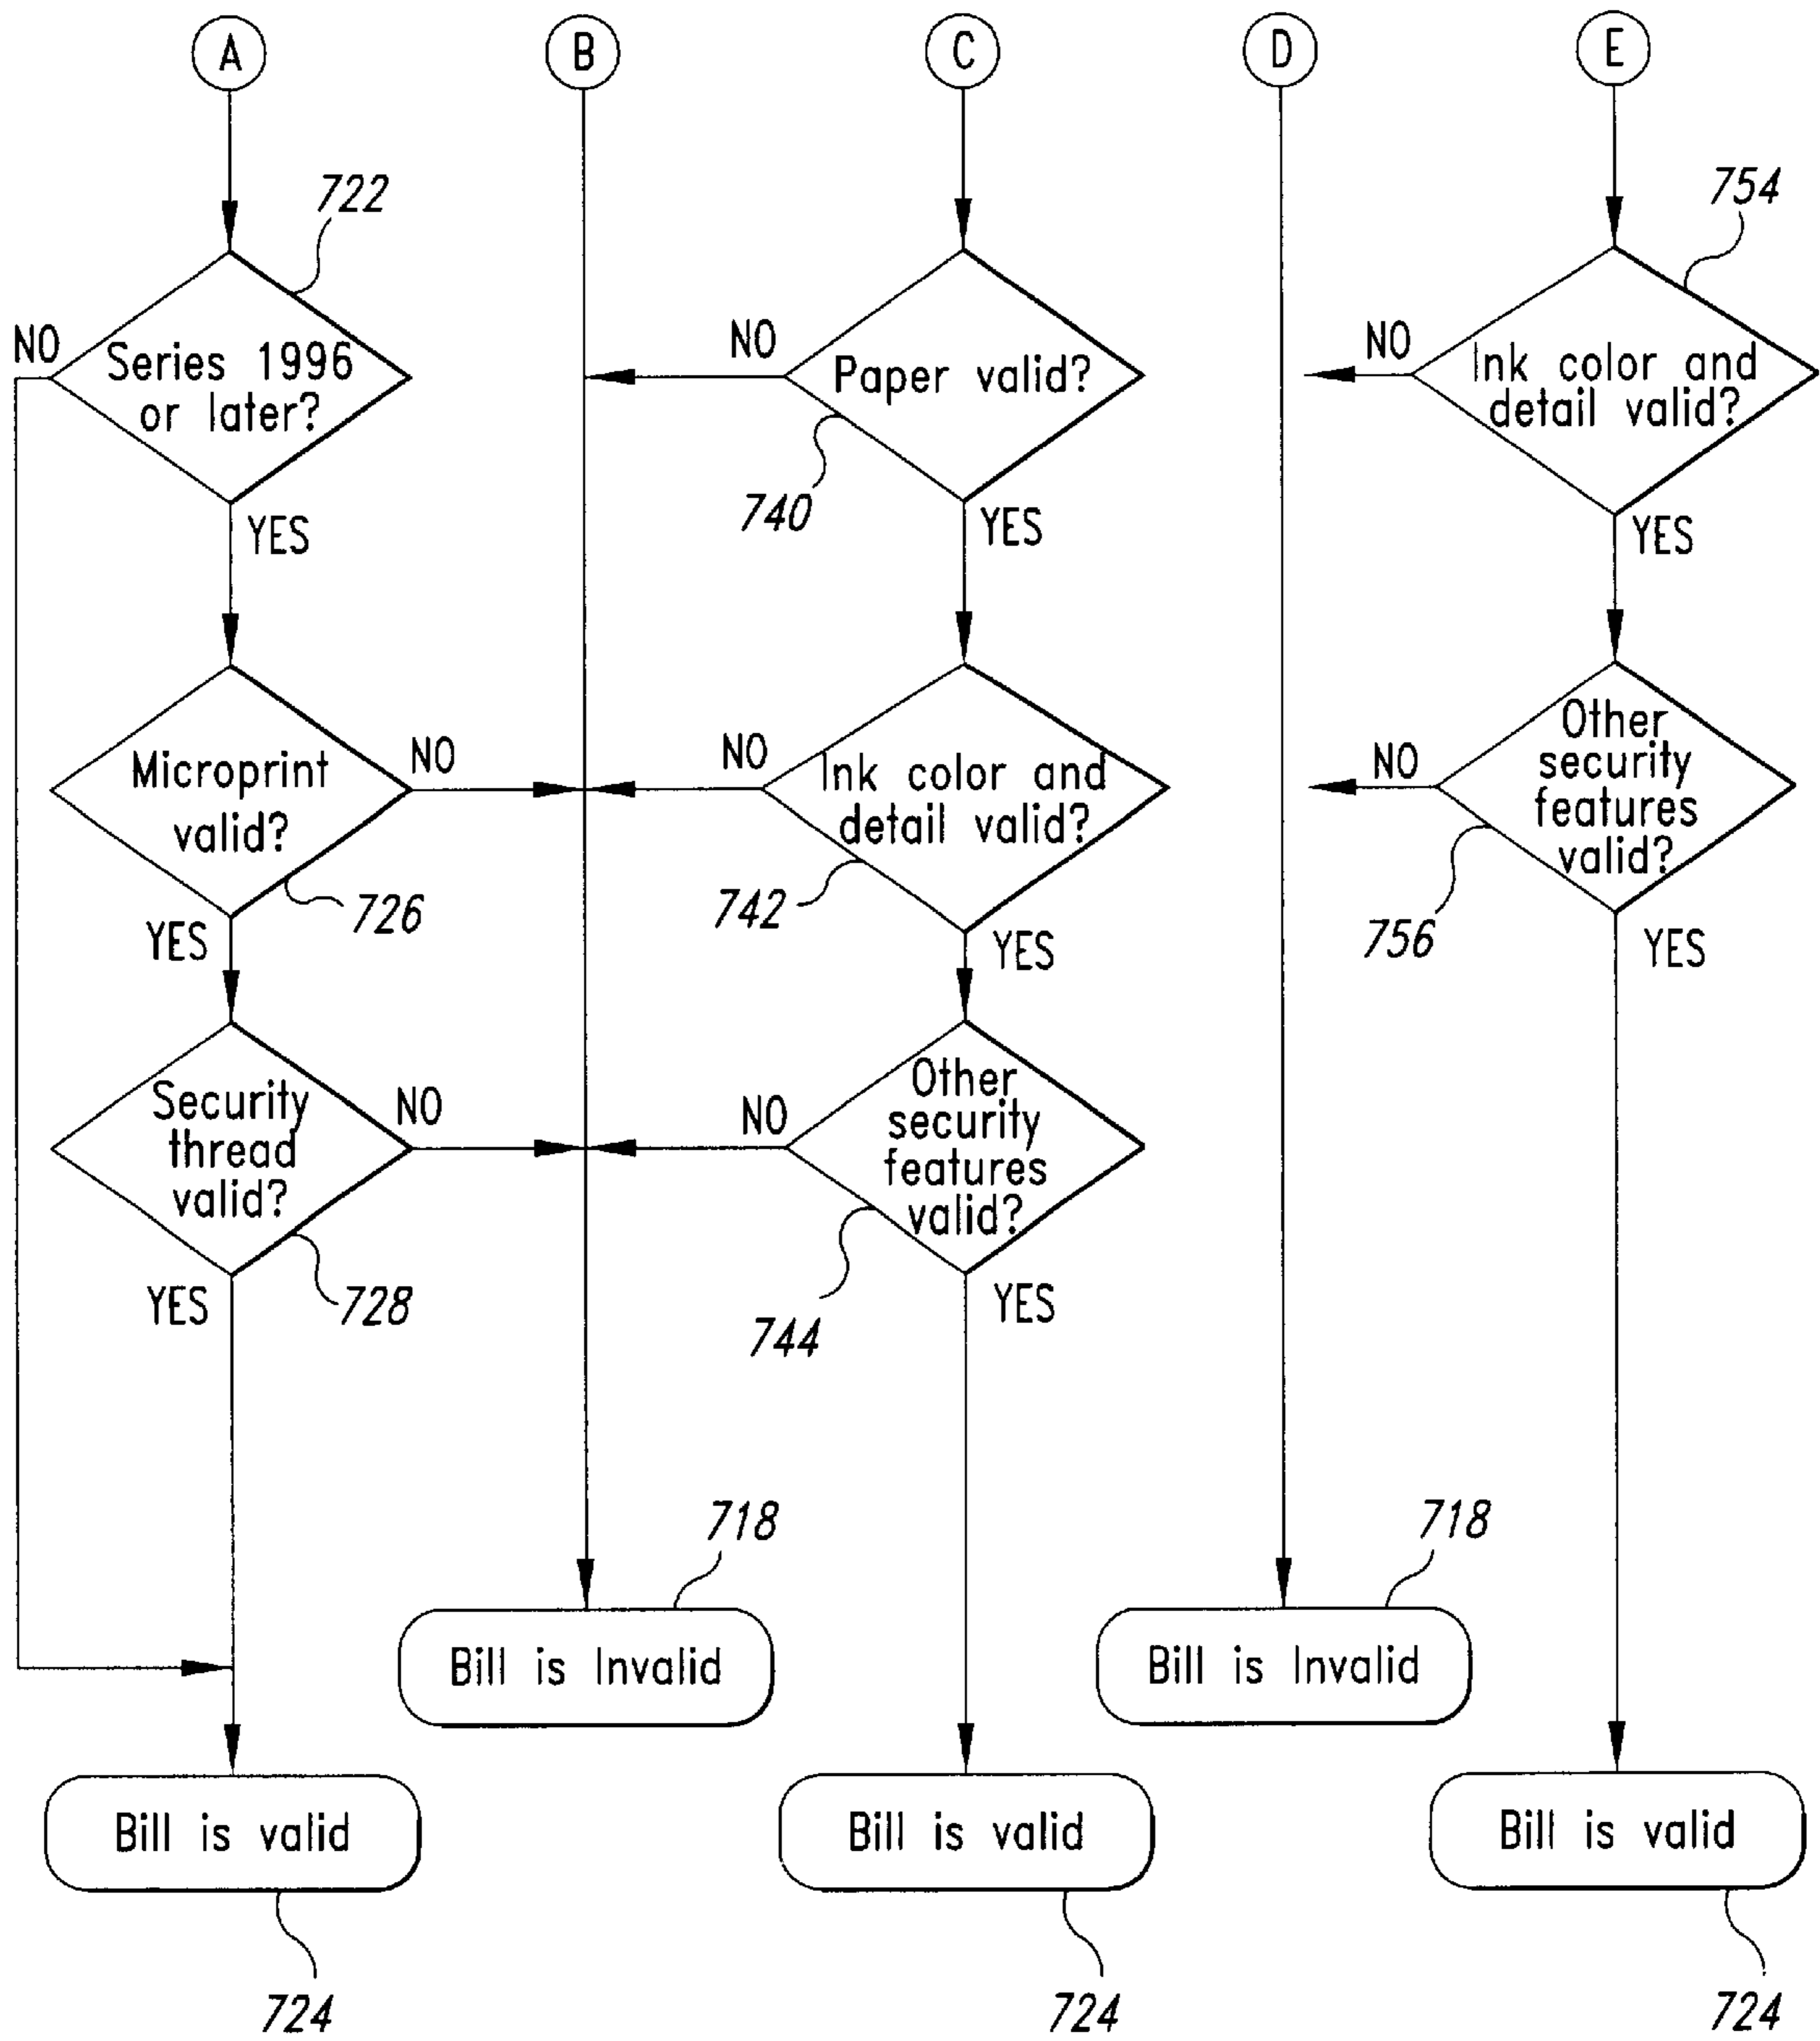 A
B
C
D
E
722
754
NO
Series 1996
or later?
YES
NO
Paper valid?
740
YES
NO
Ink color and
detail valid?
YES
Microprint
valid?
NO
726
YES
NO
Ink color and
detail valid?
742
YES
NO
Other
security
features
valid?
756
YES
Security
thread
valid?
NO
728
YES
NO
Other
security
features
valid?
744
YES
718
Bill is Invalid
718
Bill is Invalid
Bill is valid
724
Bill is valid
724
Bill is valid
724